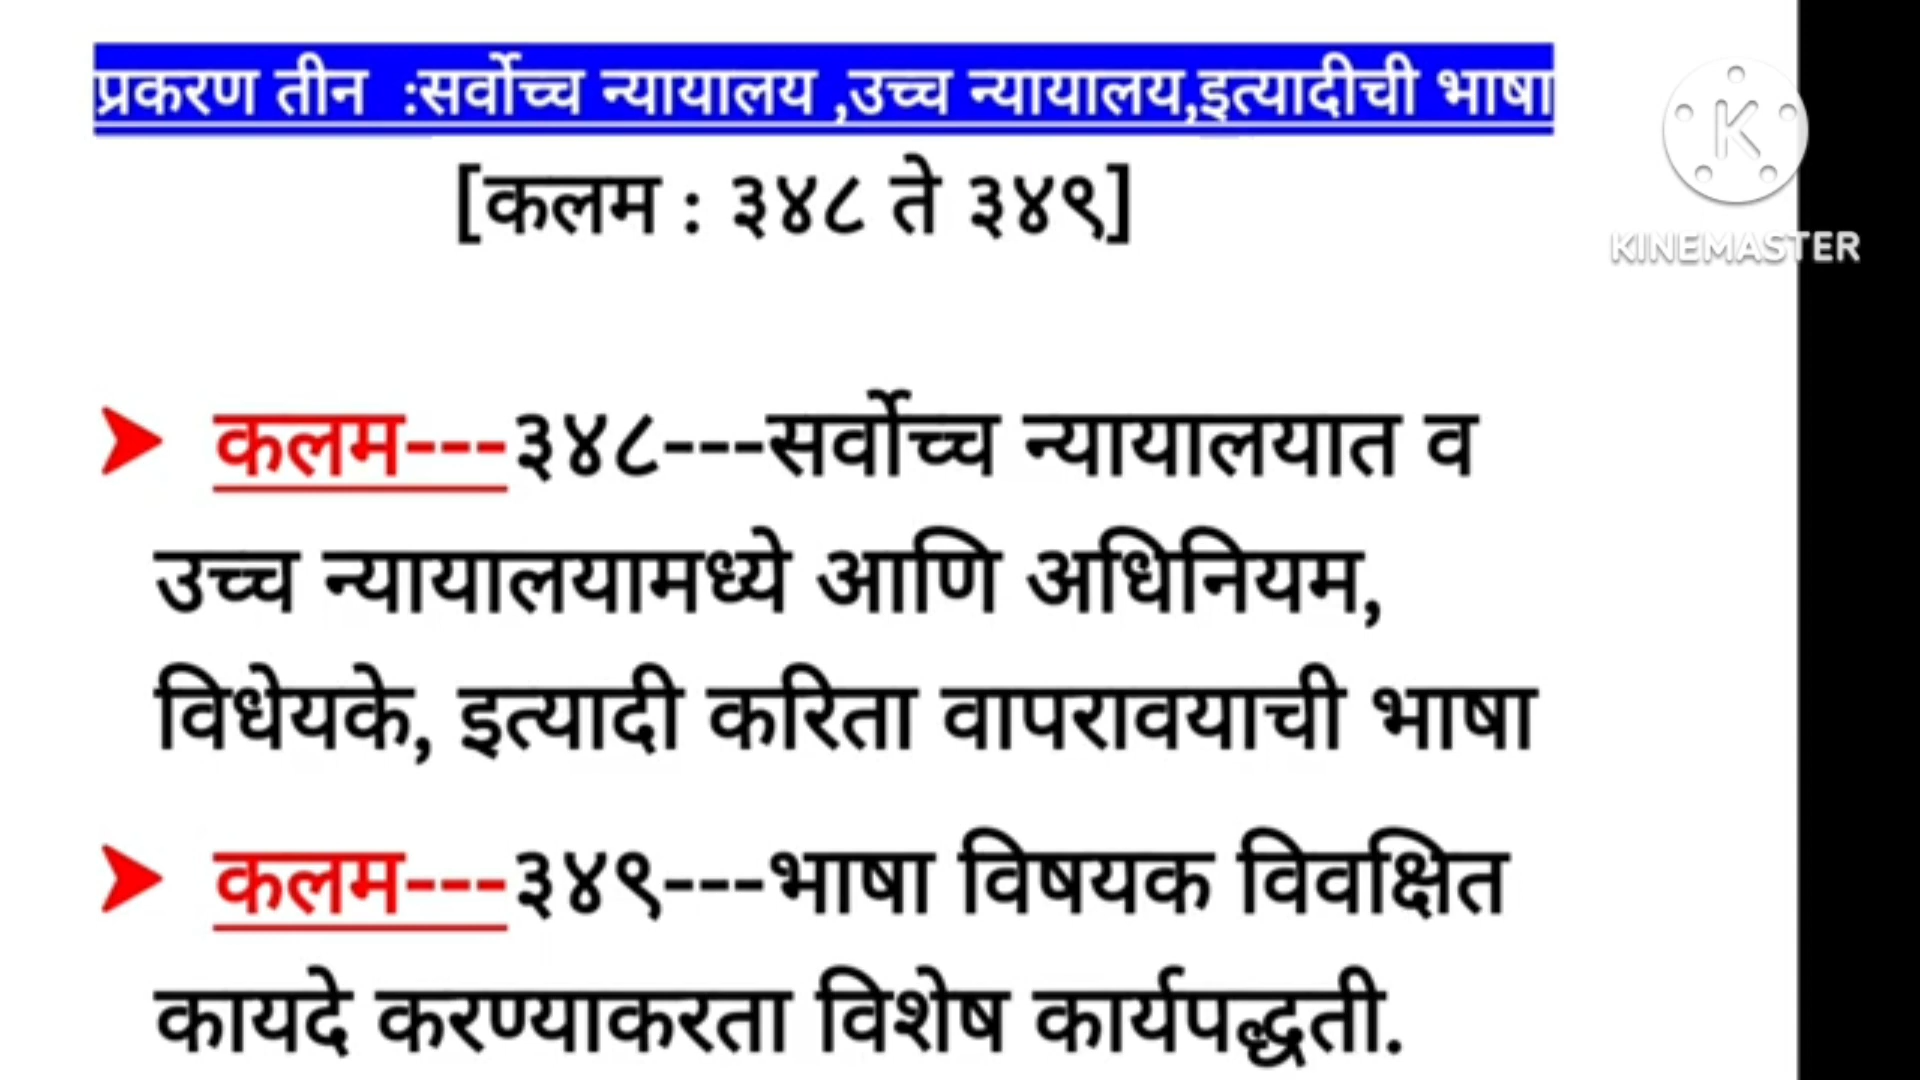 प्रकरण तीन :सर्वोच्च न्यायालय ,उच्च न्यायालय,इत्यादीची भाषा
[कलम : ३४८ ते ३४९]
K
KINEMASTER
➤ कलम---३४८---सर्वोच्च न्यायालयात व
उच्च न्यायालयामध्ये आणि अधिनियम,
विधेयके, इत्यादी करिता वापरावयाची भाषा
➤ कलम---३४९---भाषा विषयक विवक्षित
कायदे करण्याकरता विशेष कार्यपद्धती.